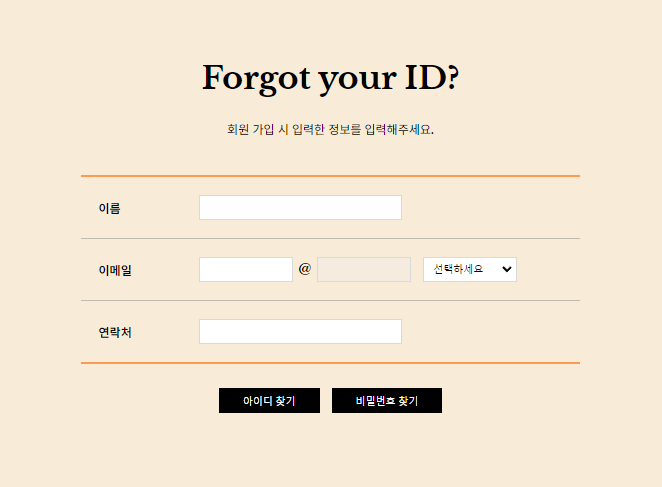 Forgot your ID?
회원 가입 시 입력한 정보를 입력해주세요.
이름
이메일 @ 선택하세요
연락처
아이디 찾기 비밀번호 찾기